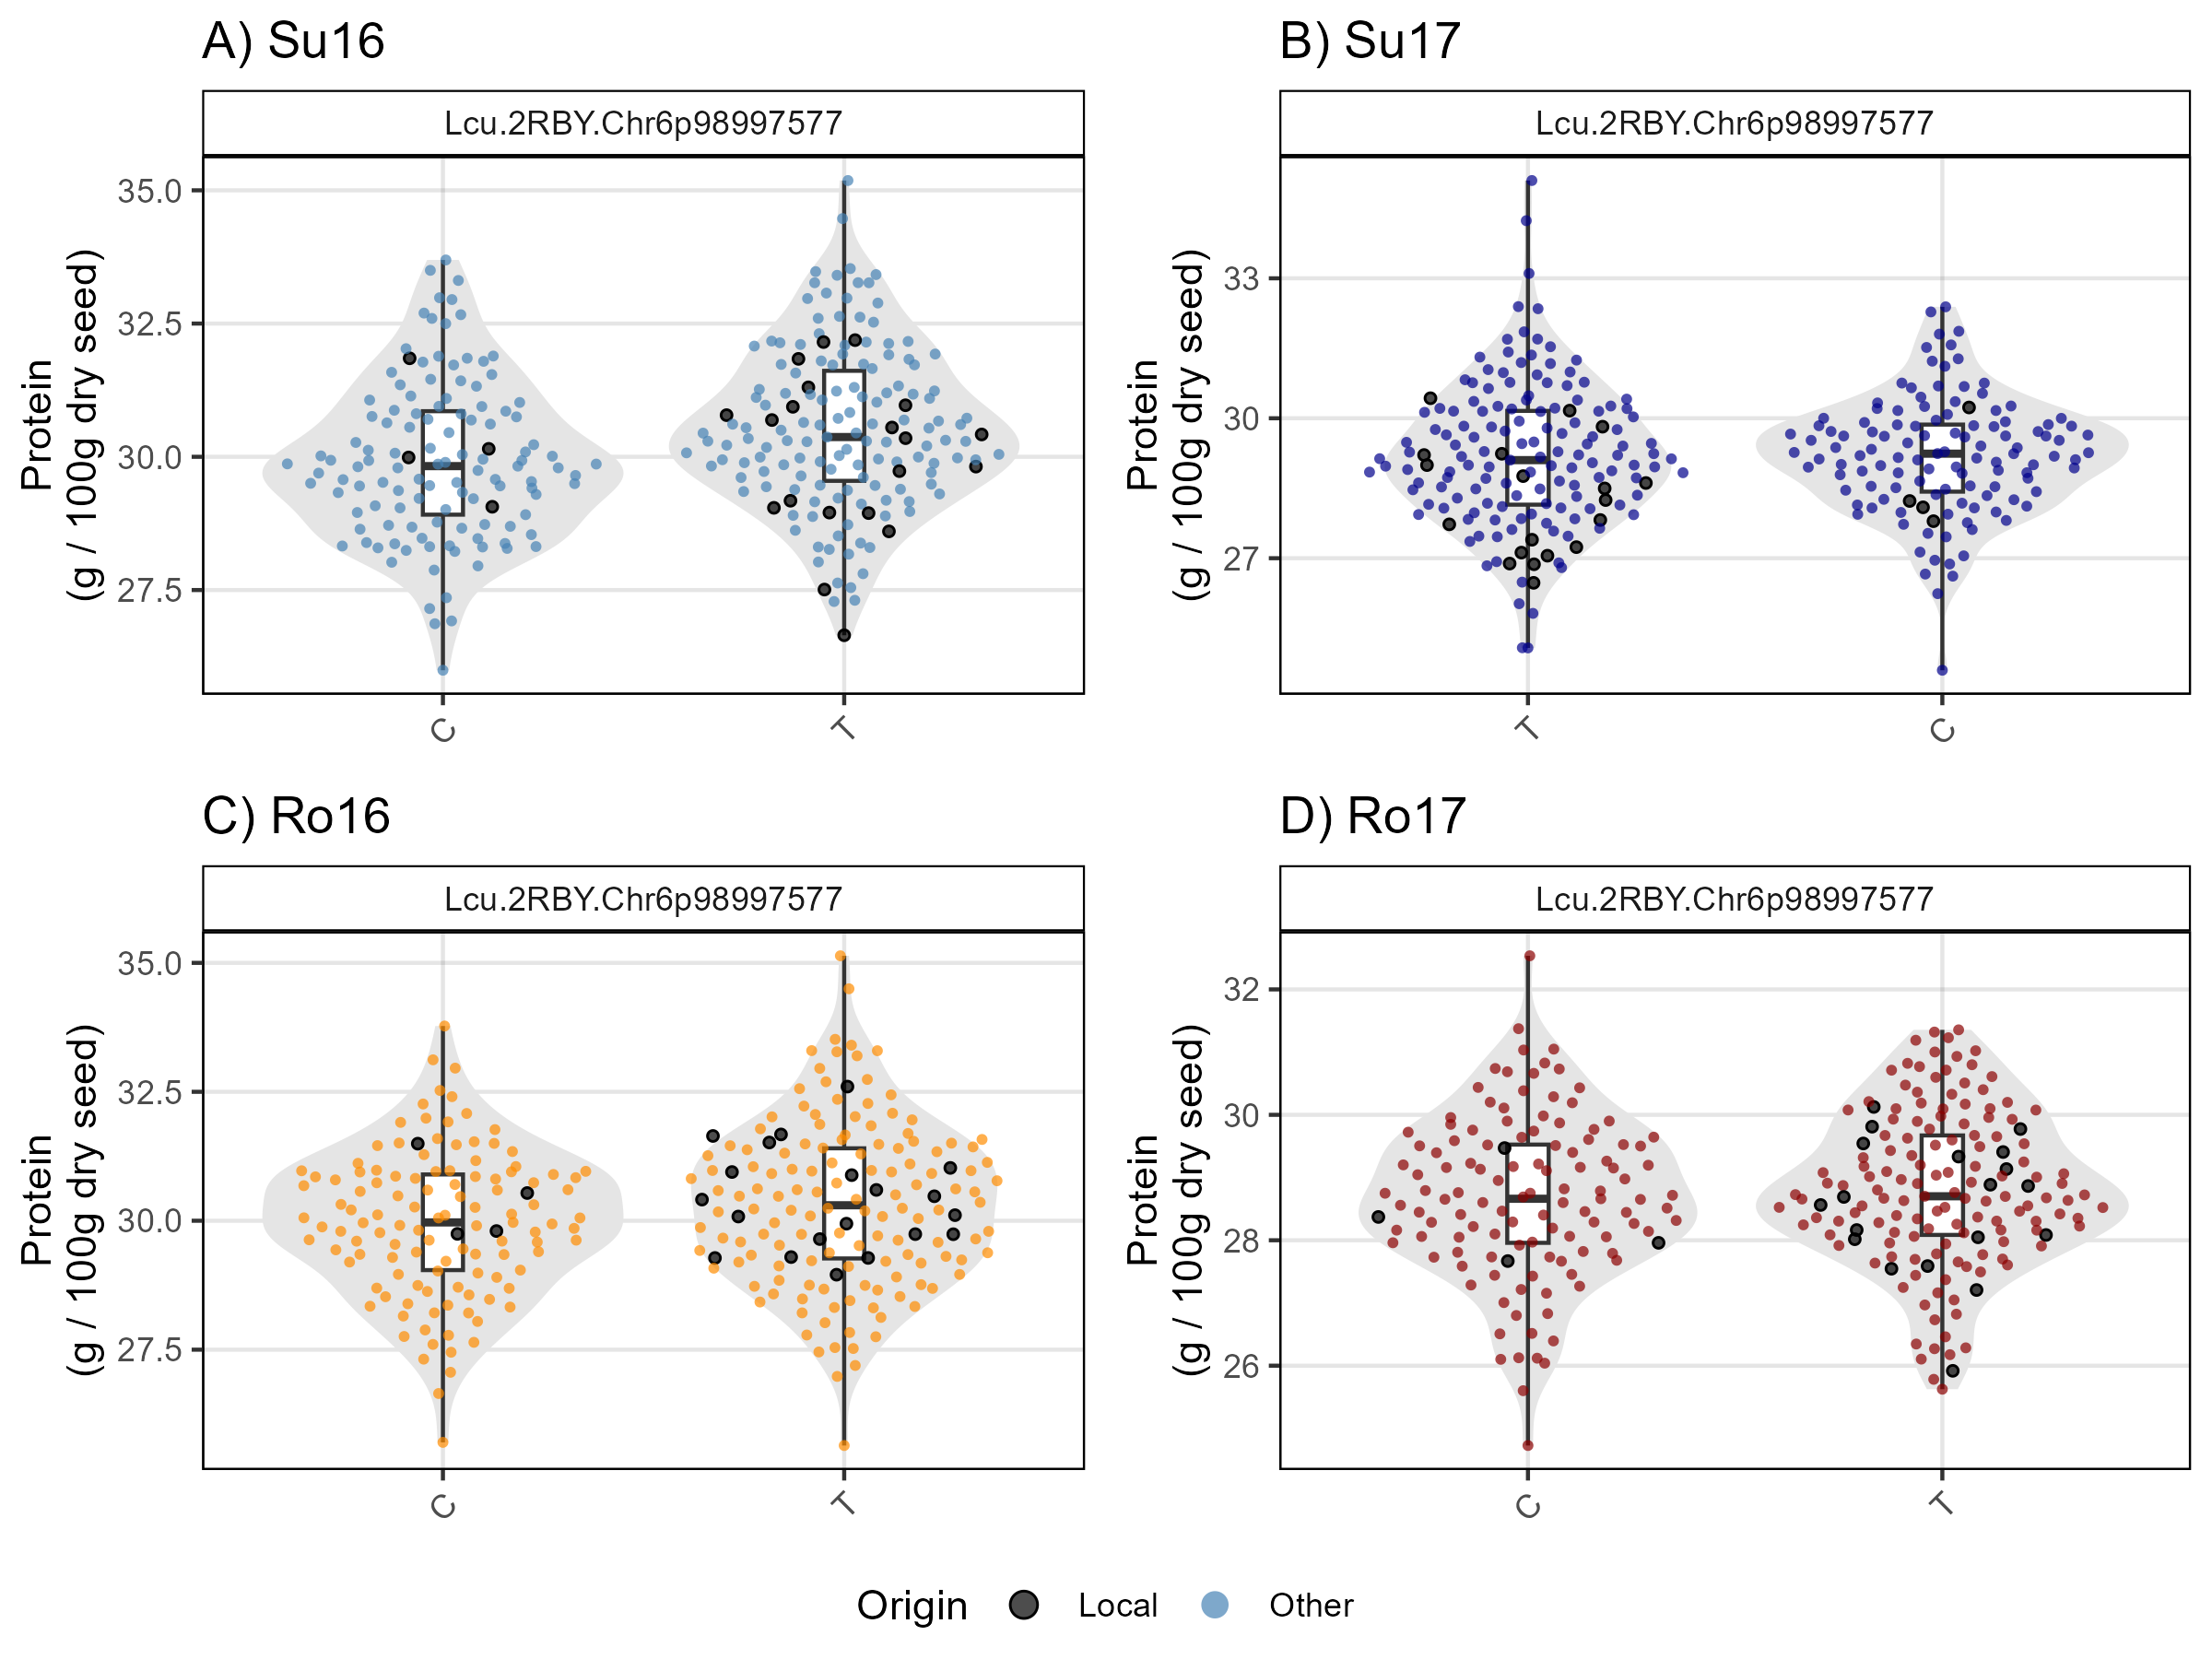 A) Su16
Lcu.2RBY.Chr6p98997577
Protein
(g / 100g dry seed)
35.0
32.5
30.0
27.5
C
T
B) Su17
Lcu.2RBY.Chr6p98997577
Protein
(g / 100g dry seed)
33
30
27
T
C
C) Ro16
Lcu.2RBY.Chr6p98997577
Protein
(g / 100g dry seed)
35.0
32.5
30.0
27.5
C
T
D) Ro17
Lcu.2RBY.Chr6p98997577
Protein
(g / 100g dry seed)
32
30
28
26
C
T
Origin Local Other